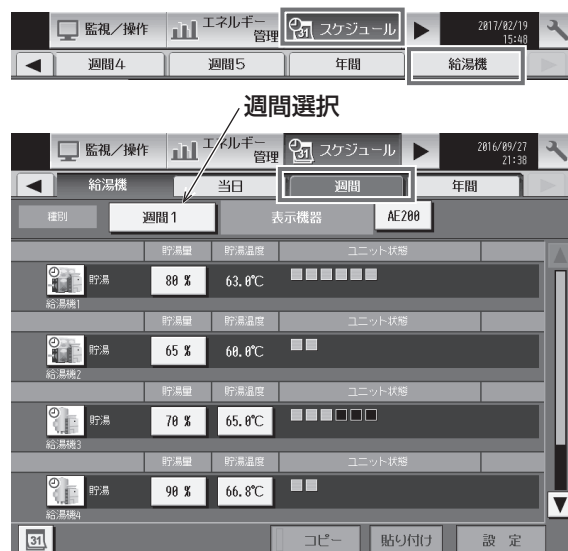 監視/操作 エネルギー管理 スケジュール 2017/02/19 15:48
週間4 週間5 年間 給湯機
週間選択
監視/操作 エネルギー管理 スケジュール 2016/09/27 21:38
給湯機 当日 週間 年間
種別 週間1 表示機器 AE200
貯湯量 貯湯温度 ユニット状態
貯湯 80 % 63.0℃
給湯機1
貯湯量 貯湯温度 ユニット状態
貯湯 65 % 60.0℃
給湯機2
貯湯量 貯湯温度 ユニット状態
貯湯 70 % 65.0℃
給湯機3
貯湯量 貯湯温度 ユニット状態
貯湯 90 % 66.8℃
給湯機4
31 コピー 貼り付け 設 定